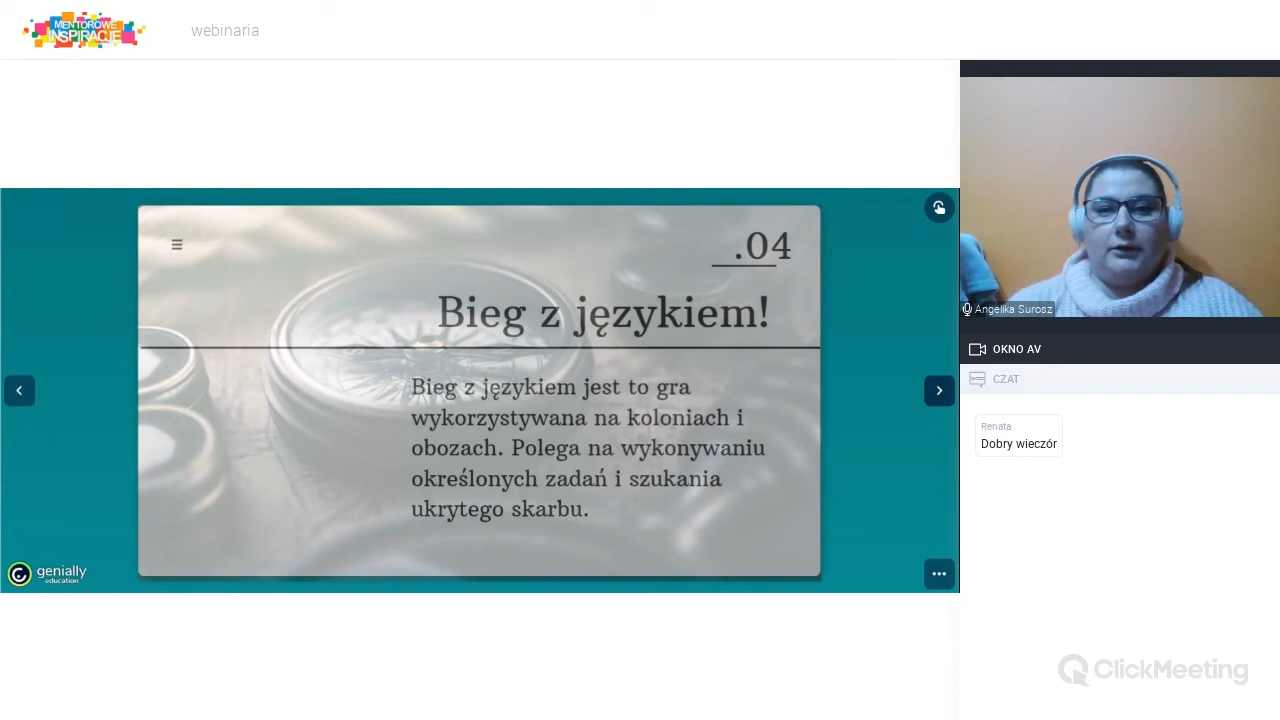 MENTOROWE
INSPIRACJE
webinaria
.04
Bieg z językiem!
Bieg z językiem jest to gra
wykorzystywana na koloniach i
obozach. Polega na wykonywaniu
określonych zadań i szukania
ukrytego skarbu.
genially
education
Angelika Surosz
OKNO AV
CZAT
Renata
Dobry wieczór
ClickMeeting